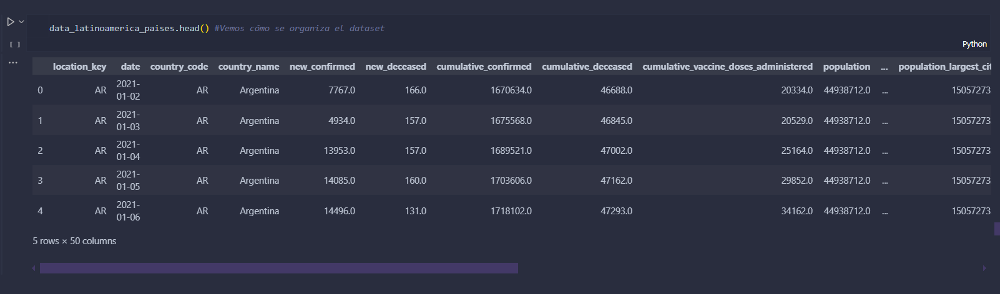 data_latinoamerica_paises.head() #Vemos cómo se organiza el dataset
[ ]
Python
...
location_key date country_code country_name new_confirmed new_deceased cumulative_confirmed cumulative_deceased cumulative_vaccine_doses_administered population ... population_largest_cit
0 AR 2021-01-02 AR Argentina 7767.0 166.0 1670634.0 46688.0 20334.0 44938712.0 ... 15057273.
1 AR 2021-01-03 AR Argentina 4934.0 157.0 1675568.0 46845.0 20529.0 44938712.0 ... 15057273.
2 AR 2021-01-04 AR Argentina 13953.0 157.0 1689521.0 47002.0 25164.0 44938712.0 ... 15057273.
3 AR 2021-01-05 AR Argentina 14085.0 160.0 1703606.0 47162.0 29852.0 44938712.0 ... 15057273.
4 AR 2021-01-06 AR Argentina 14496.0 131.0 1718102.0 47293.0 34162.0 44938712.0 ... 15057273.
5 rows × 50 columns